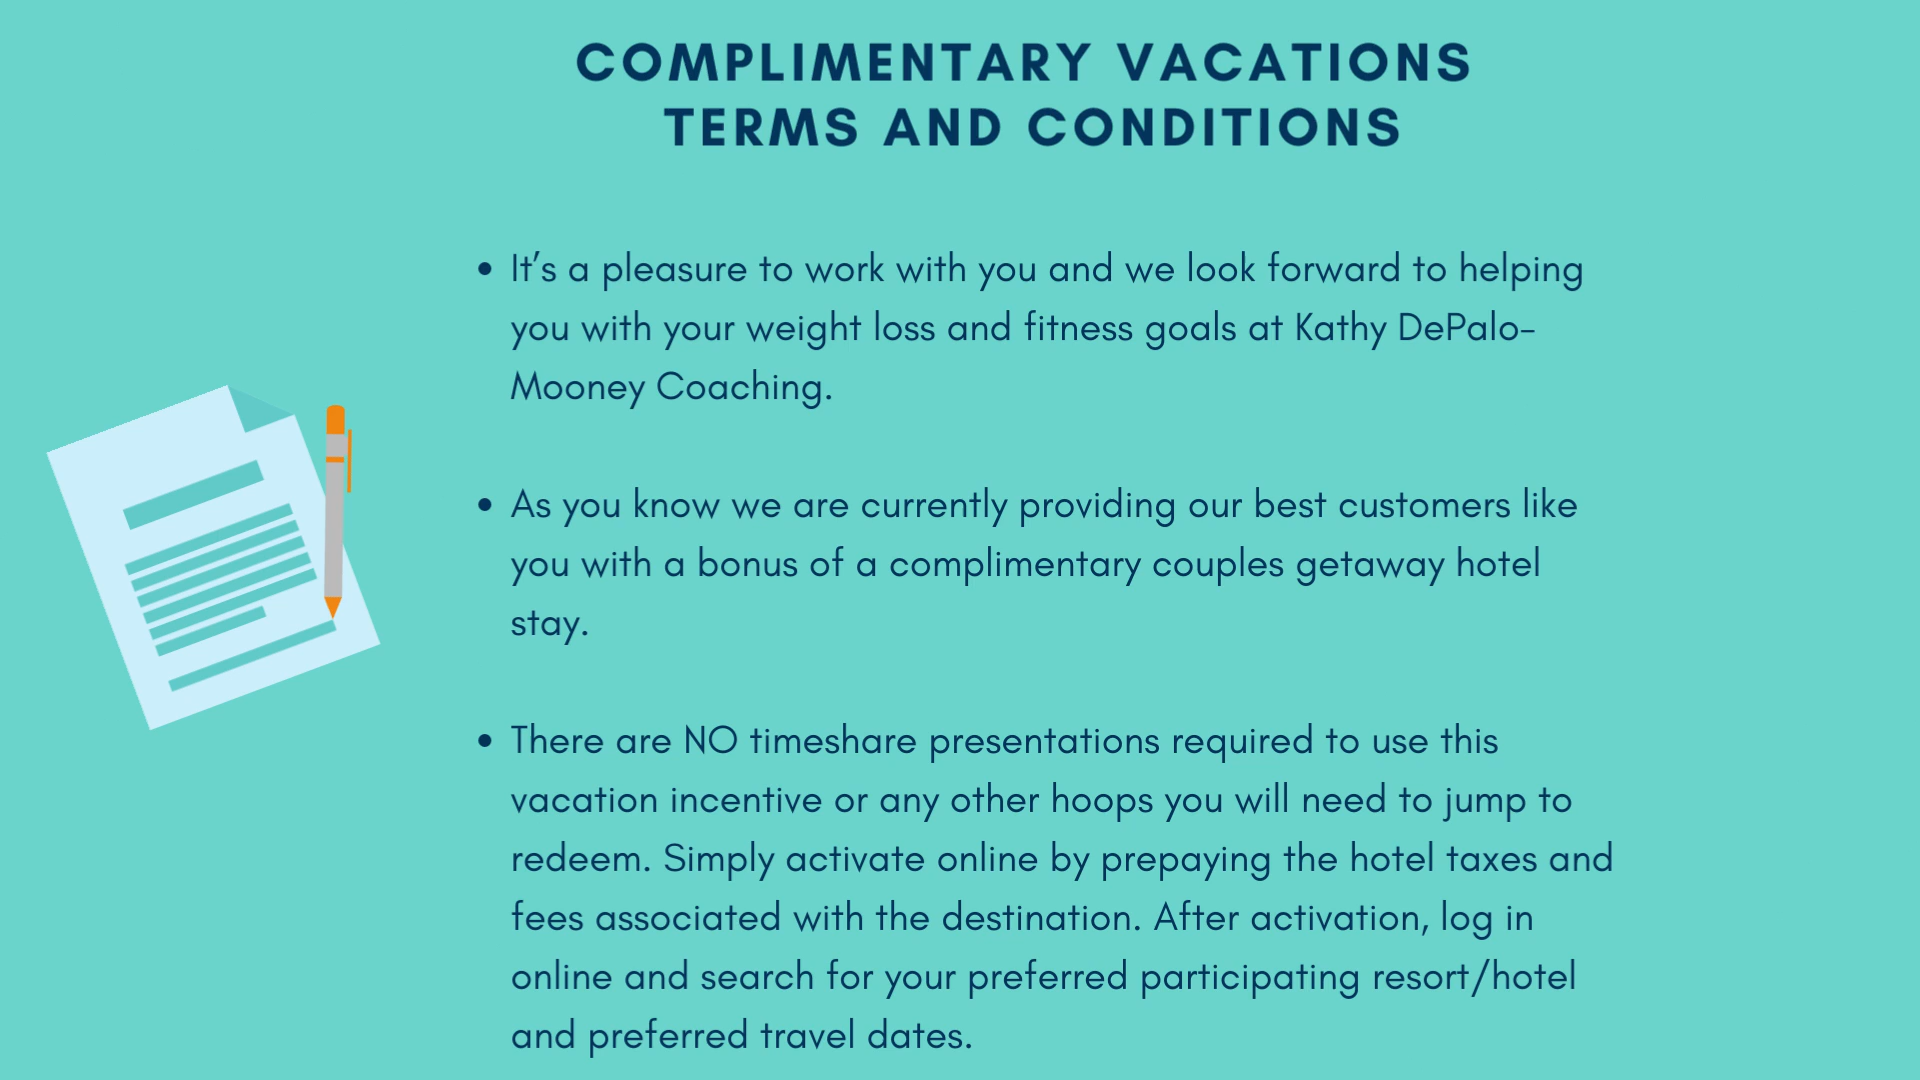 COMPLIMENTARY VACATIONS
TERMS AND CONDITIONS
• It’s a pleasure to work with you and we look forward to helping
you with your weight loss and fitness goals at Kathy DePalo-
Mooney Coaching.
• As you know we are currently providing our best customers like
you with a bonus of a complimentary couples getaway hotel
stay.
• There are NO timeshare presentations required to use this
vacation incentive or any other hoops you will need to jump to
redeem. Simply activate online by prepaying the hotel taxes and
fees associated with the destination. After activation, log in
online and search for your preferred participating resort/hotel
and preferred travel dates.